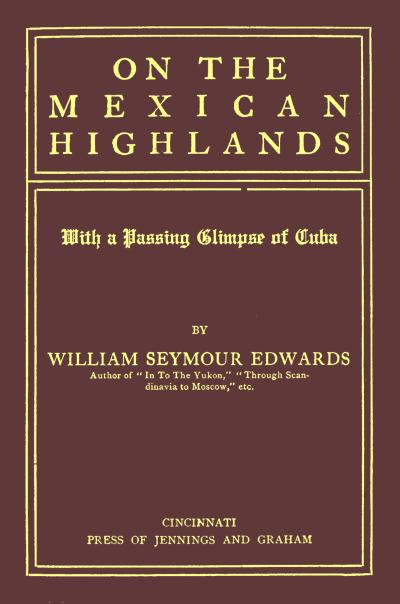 ON THE
MEXICAN
HIGHLANDS
With a Passing Glimpse of Cuba
BY
WILLIAM SEYMOUR EDWARDS
Author of “ In To The Yukon,” “ Through Scan-
dinavia to Moscow,” etc.
CINCINNATI
PRESS OF JENNINGS AND GRAHAM